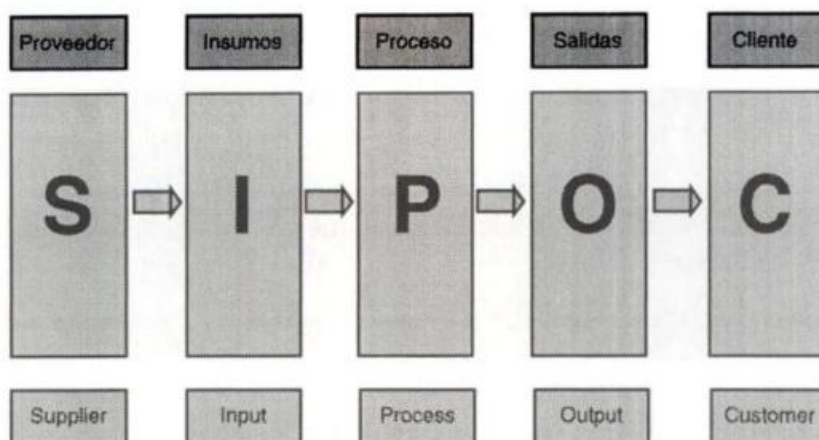 Proveedor Insumos Proceso Salidas Cliente
S I P O C
Supplier Input Process Output Customer